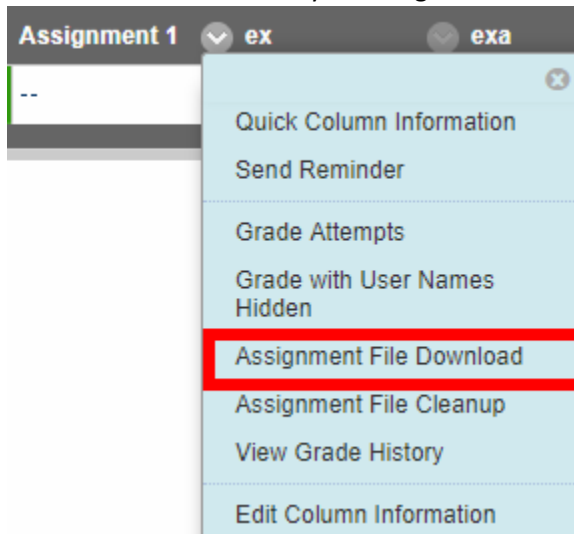 Assignment 1 ex exa
--
Quick Column Information
Send Reminder
Grade Attempts
Grade with User Names
Hidden
Assignment File Download
Assignment File Cleanup
View Grade History
Edit Column Information